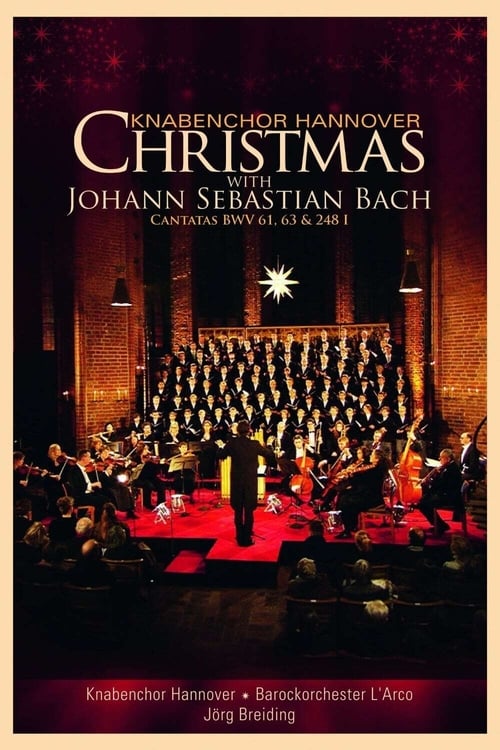 KNABENCHOR HANNOVER
CHRISTMAS
WITH
JOHANN SEBASTIAN BACH
CANTATAS BWV 61, 63 & 248 I
Knabenchor Hannover * Barockorchester L'Arco
Jörg Breiding